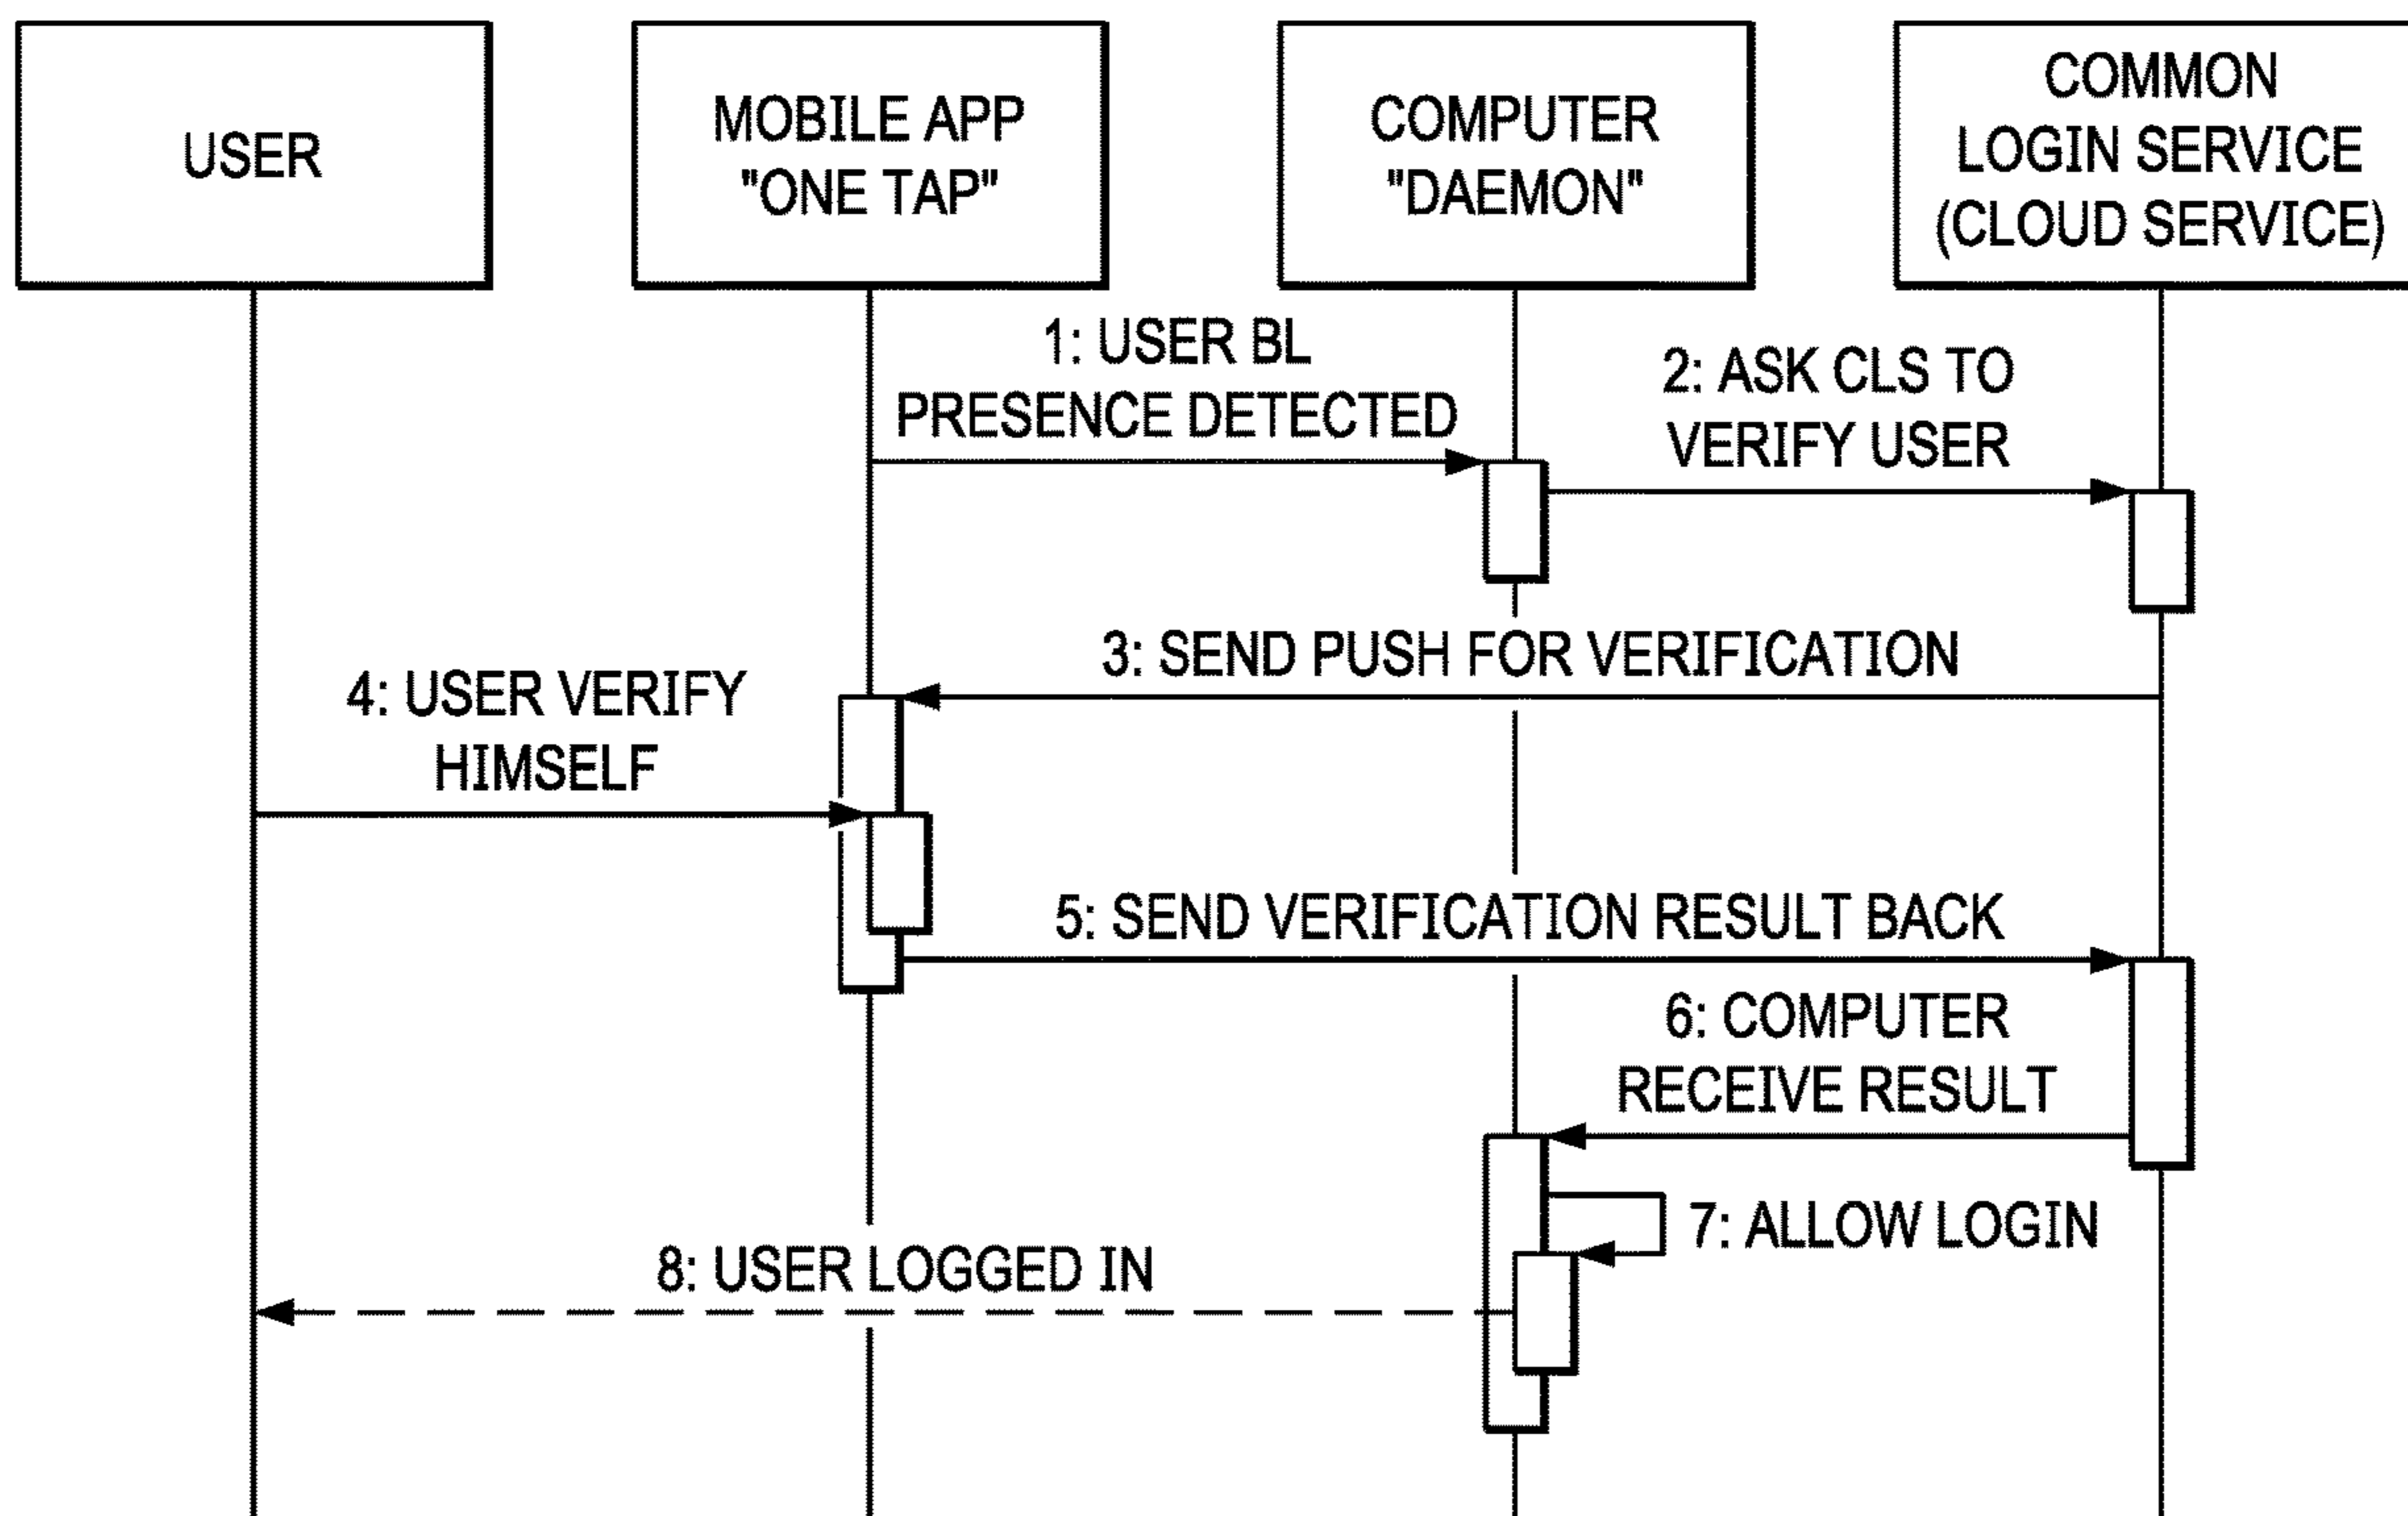 USER
MOBILE APP
"ONE TAP"
COMPUTER
"DAEMON"
COMMON
LOGIN SERVICE
(CLOUD SERVICE)
1: USER BL
PRESENCE DETECTED
2: ASK CLS TO
VERIFY USER
3: SEND PUSH FOR VERIFICATION
4: USER VERIFY
HIMSELF
5: SEND VERIFICATION RESULT BACK
6: COMPUTER
RECEIVE RESULT
7: ALLOW LOGIN
8: USER LOGGED IN